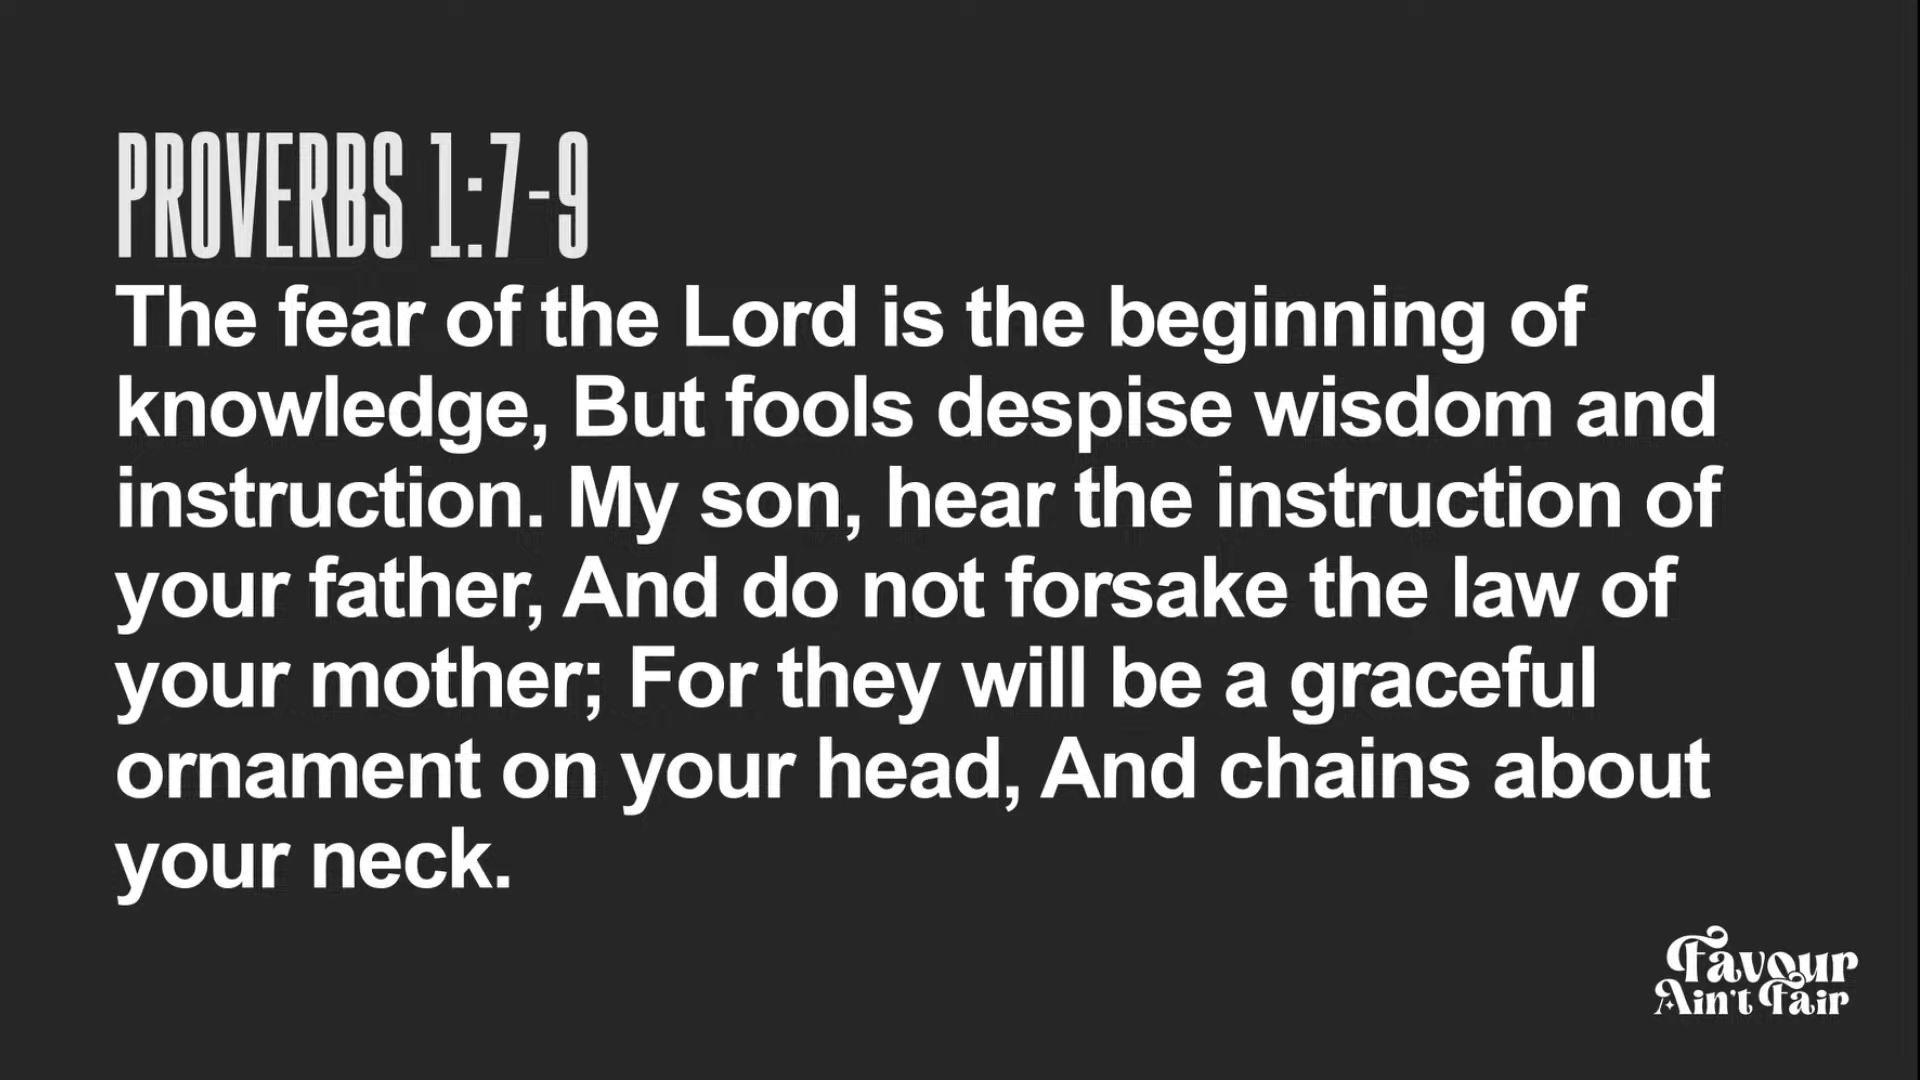 PROVERBS 1:7-9
The fear of the Lord is the beginning of
knowledge, But fools despise wisdom and
instruction. My son, hear the instruction of
your father, And do not forsake the law of
your mother; For they will be a graceful
ornament on your head, And chains about
your neck.
Favour
Ain't Fair